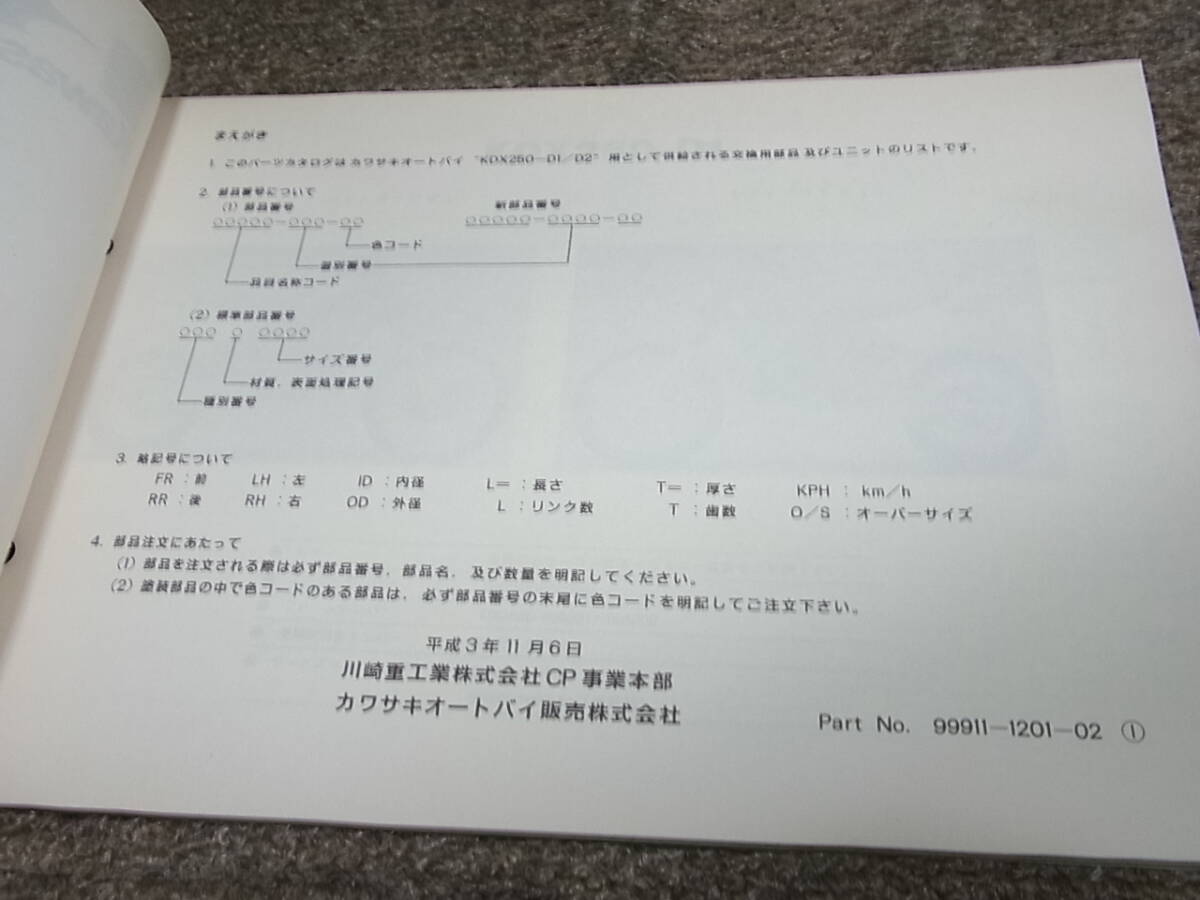 まえがき
1. このパーツカタログは カワサキオートバイ "KDX250-D1/D2" 用として供給される交換用部品 及びユニットのリストです。
2. 部品番号について
(1) 部品番号
○○○○○-○○○-○○
色コード
識別番号
品目名称コード
新部品番号
○○○○○-○○○○-○○
(2) 標準部品番号
○○○ ○ ○○○○
サイズ番号
材質、表面処理記号
識別番号
3. 略記号について
FR : 前 LH : 左 ID : 内径 L= : 長さ T= : 厚さ KPH : km/h
RR : 後 RH : 右 OD : 外径 L : リンク数 T : 歯数 O/S : オーバーサイズ
4. 部品注文にあたって
(1) 部品を注文される際は必ず部品番号、部品名、及び数量を明記してください。
(2) 塗装部品の中で色コードのある部品は、必ず部品番号の末尾に色コードを明記してご注文下さい。
平成3年11月6日
川崎重工業株式会社CP事業本部
カワサキオートバイ販売株式会社
Part No. 99911-1201-02 ①